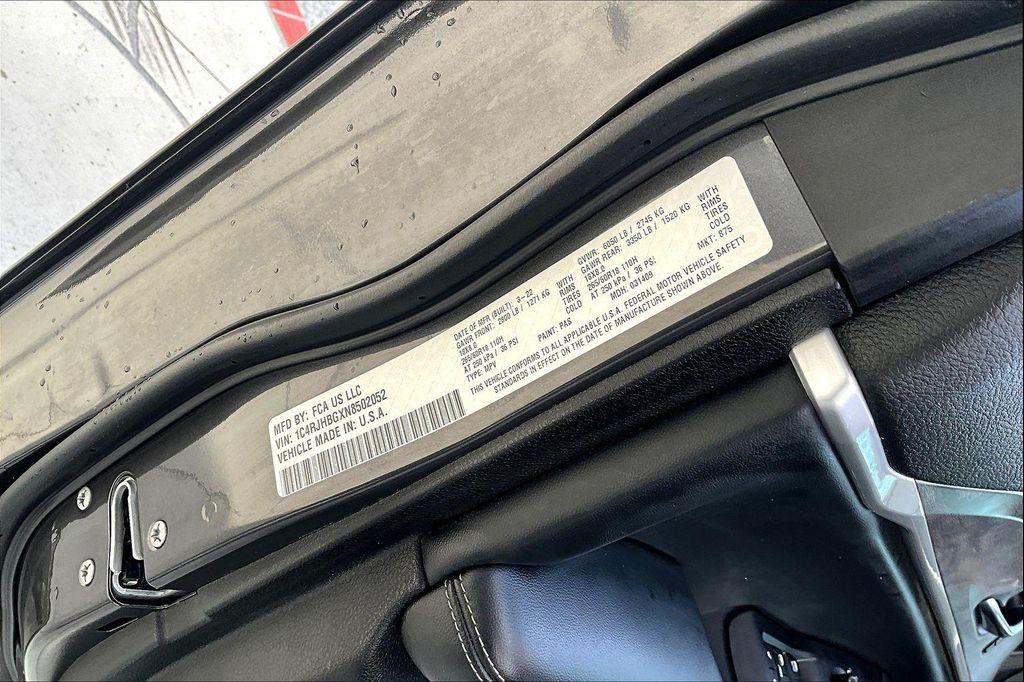 MFD BY: FCA US LLC
VIN: 1C4RJHBGXN8502052
VEHICLE MADE IN: U.S.A.
DATE OF MFR (BUILT): 3-22 GVWR: 6050 LB / 2745 KG
GAWR FRONT: 2800 LB / 1271 KG WITH GAWR REAR: 3350 LB / 1520 KG WITH
18X8.0 RIMS 18X8.0 RIMS
265/60R18 110H TIRES 265/60R18 110H TIRES
AT 250 kPa / 36 PSI COLD AT 250 kPa / 36 PSI COLD
TYPE: MPV PAINT: PAS MDH: 031409 MKT: 875
THIS VEHICLE CONFORMS TO ALL APPLICABLE U.S.A. FEDERAL MOTOR VEHICLE SAFETY
STANDARDS IN EFFECT ON THE DATE OF MANUFACTURE SHOWN ABOVE.